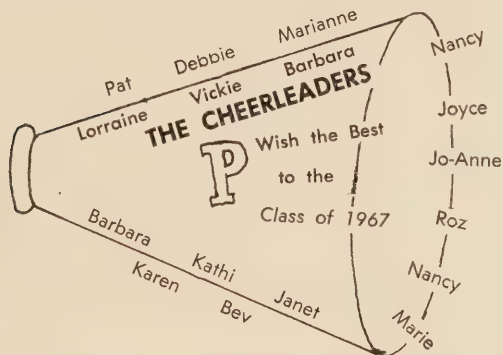 Pat Debbie Marianne
Lorraine Vickie Barbara
THE CHEERLEADERS
P
Wish the Best
to the
Class of 1967
Nancy
Joyce
Jo-Anne
Roz
Nancy
Marie
Barbara Kathi Janet
Karen Bev